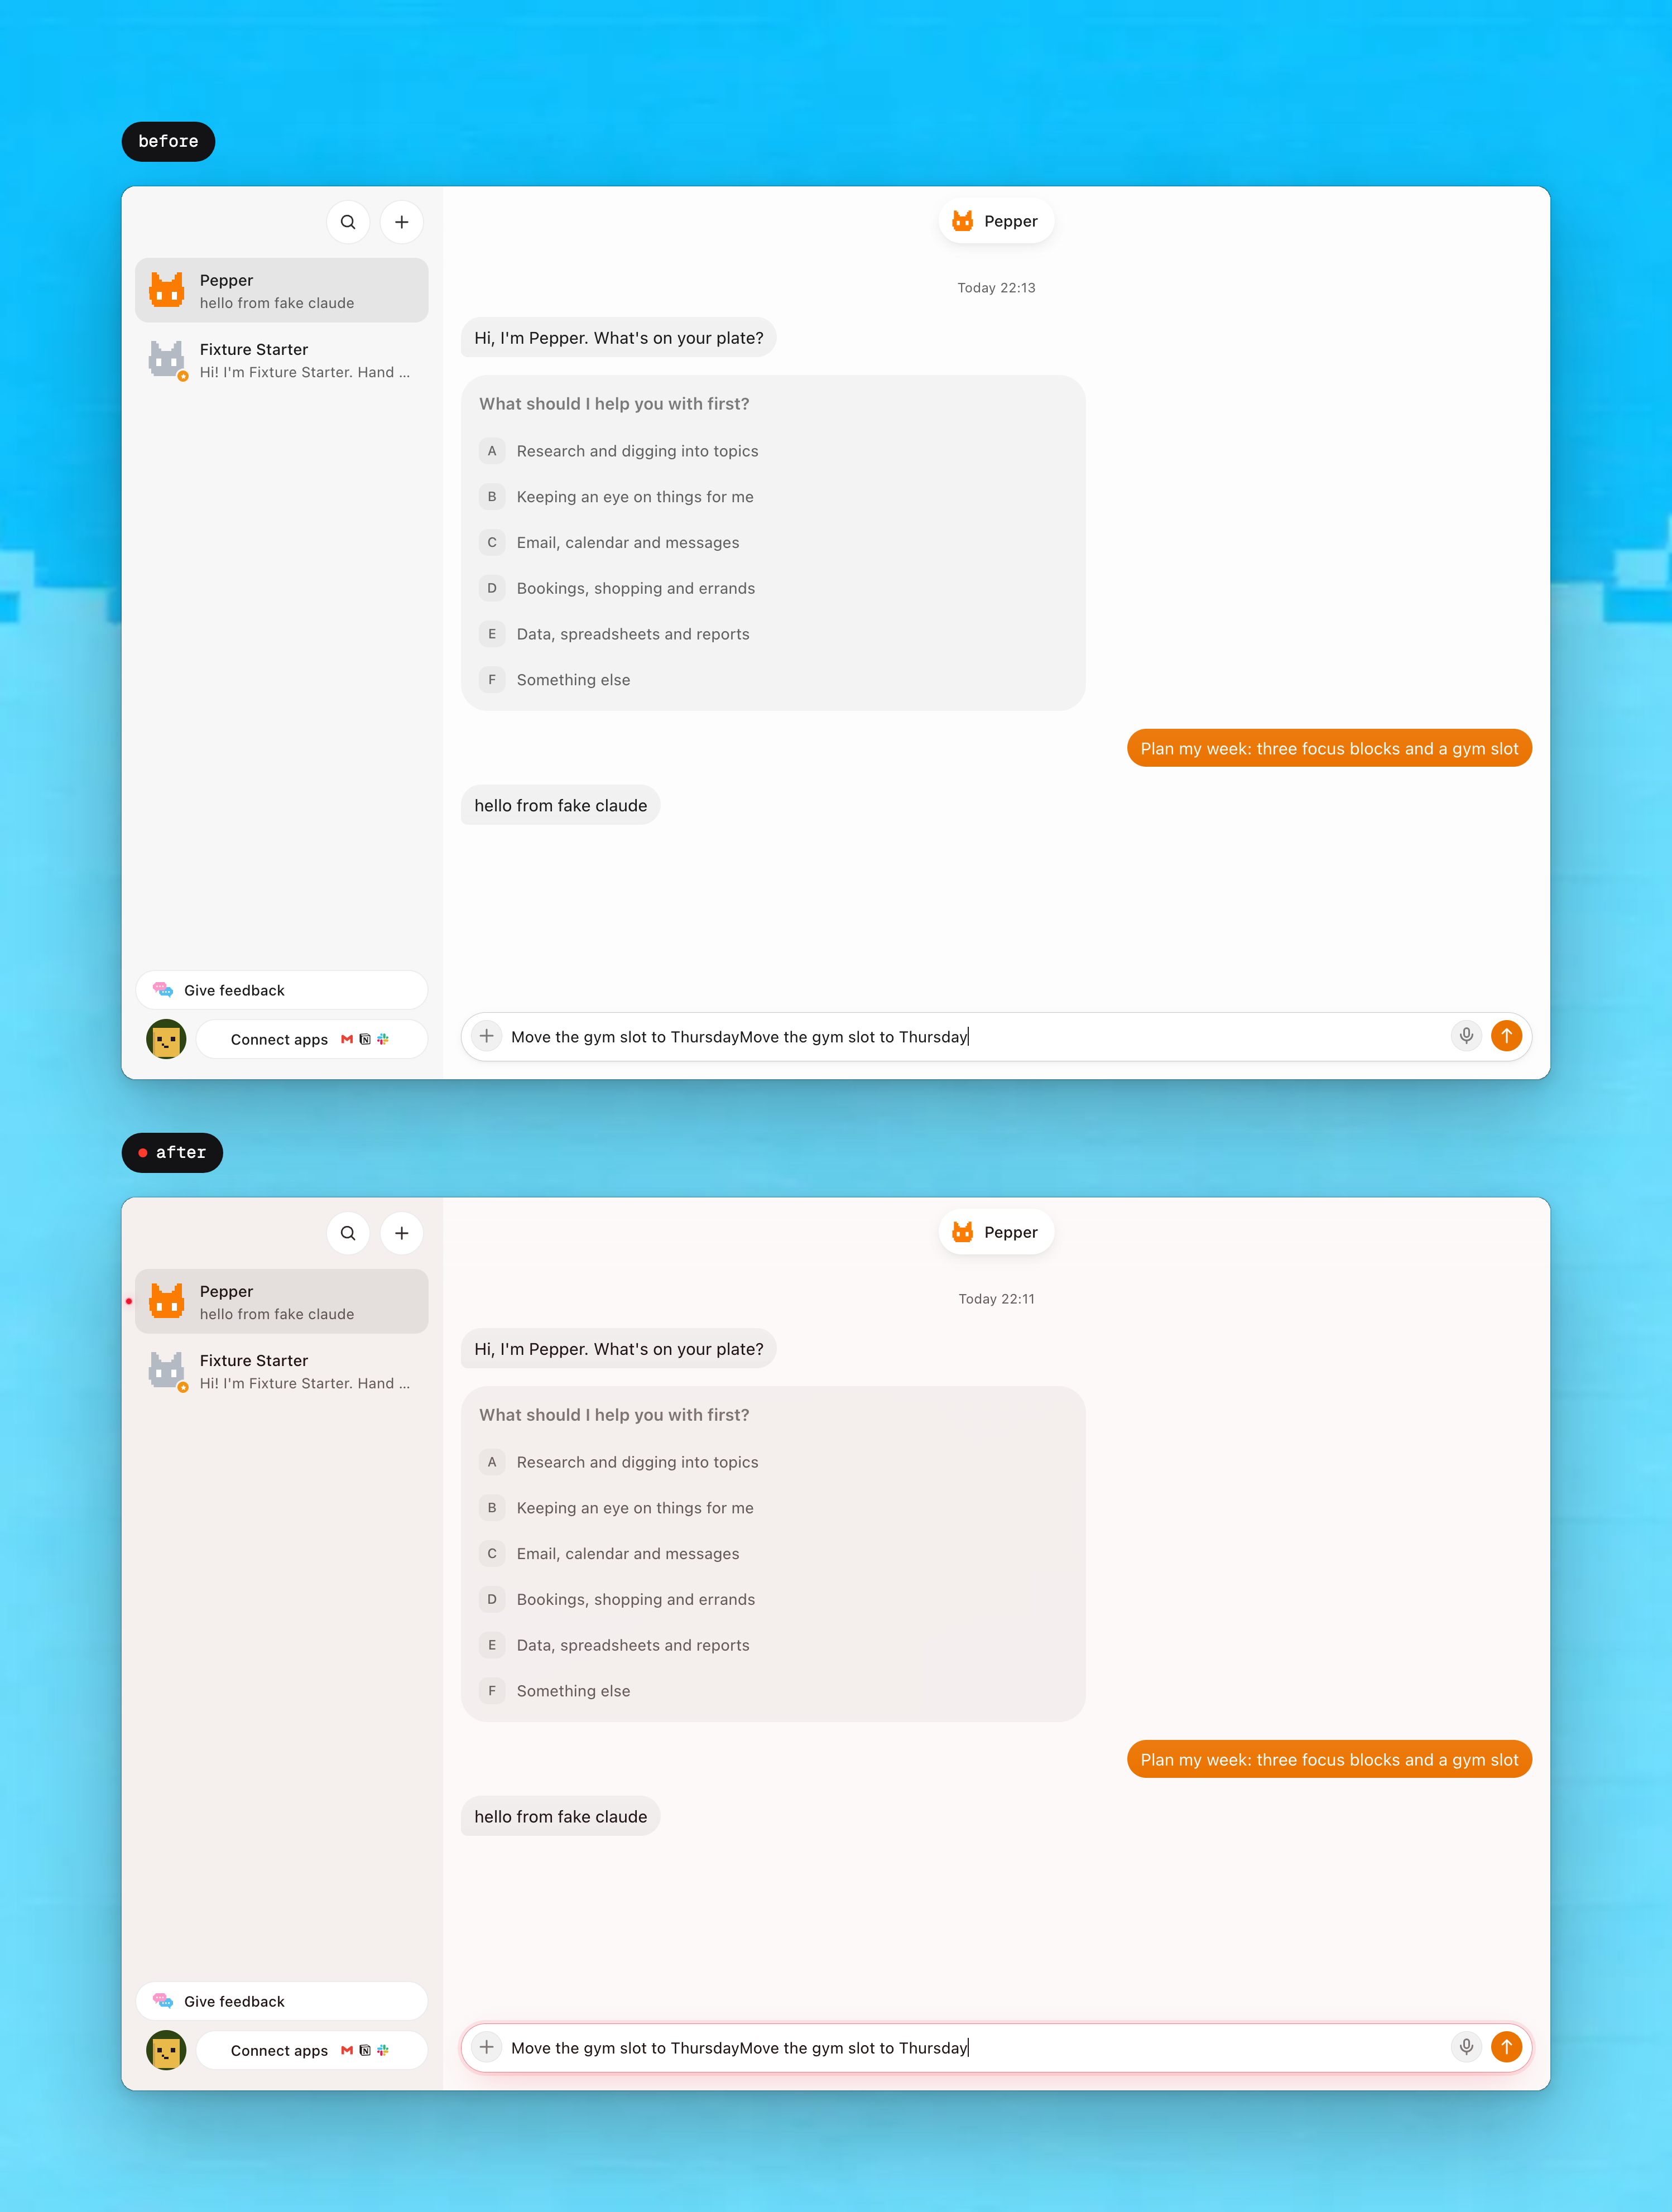 before
Pepper
Pepper
hello from fake claude
Fixture Starter
Hi! I'm Fixture Starter. Hand ...
Today 22:13
Hi, I'm Pepper. What's on your plate?
What should I help you with first?
A Research and digging into topics
B Keeping an eye on things for me
C Email, calendar and messages
D Bookings, shopping and errands
E Data, spreadsheets and reports
F Something else
Plan my week: three focus blocks and a gym slot
hello from fake claude
Give feedback
Connect apps
Move the gym slot to ThursdayMove the gym slot to Thursday
after
Pepper
Pepper
hello from fake claude
Fixture Starter
Hi! I'm Fixture Starter. Hand ...
Today 22:11
Hi, I'm Pepper. What's on your plate?
What should I help you with first?
A Research and digging into topics
B Keeping an eye on things for me
C Email, calendar and messages
D Bookings, shopping and errands
E Data, spreadsheets and reports
F Something else
Plan my week: three focus blocks and a gym slot
hello from fake claude
Give feedback
Connect apps
Move the gym slot to ThursdayMove the gym slot to Thursday